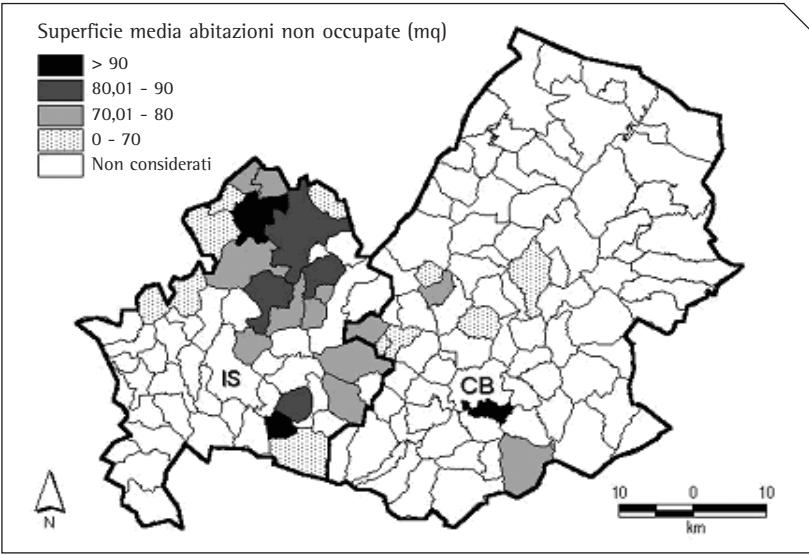 Superficie media abitazioni non occupate (mq)
> 90
80,01 - 90
70,01 - 80
0 - 70
Non considerati
IS
CB
N
10 0 10
km